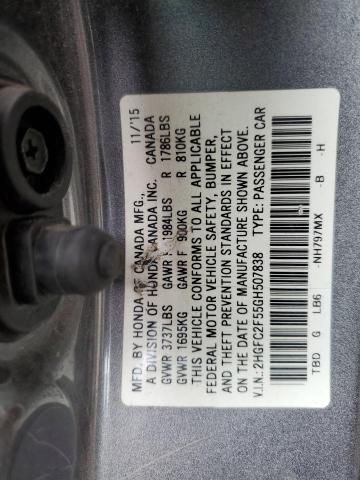 11/'15
MFD. BY HONDA OF CANADA MFG.,
A DIVISION OF HONDA CANADA INC. CANADA
GVWR 3737LBS GAWR F 1984LBS R 1786LBS
GVWR 1695KG GAWR F 900KG R 810KG
THIS VEHICLE CONFORMS TO ALL APPLICABLE
FEDERAL MOTOR VEHICLE SAFETY, BUMPER,
AND THEFT PREVENTION STANDARDS IN EFFECT
ON THE DATE OF MANUFACTURE SHOWN ABOVE.
V.I.N.: 2HGFC2F55GH507838 TYPE: PASSENGER CAR
TBD G LB6 -NH797MX -B -H